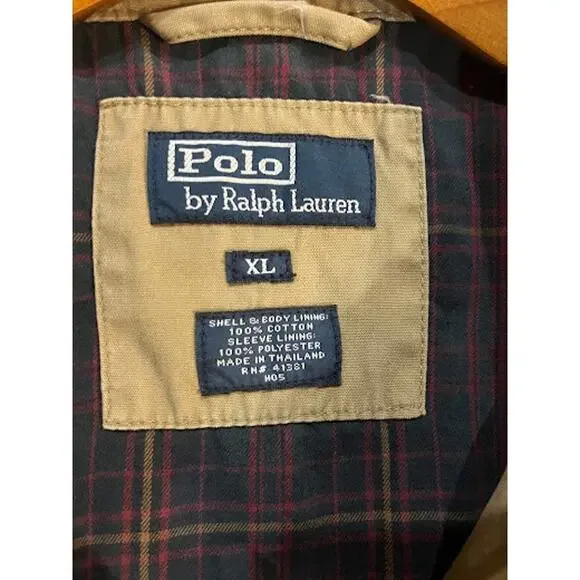 Polo
by Ralph Lauren
XL
SHELL & BODY LINING:
100% COTTON
SLEEVE LINING:
100% POLYESTER
MADE IN THAILAND
RN# 41381
H05